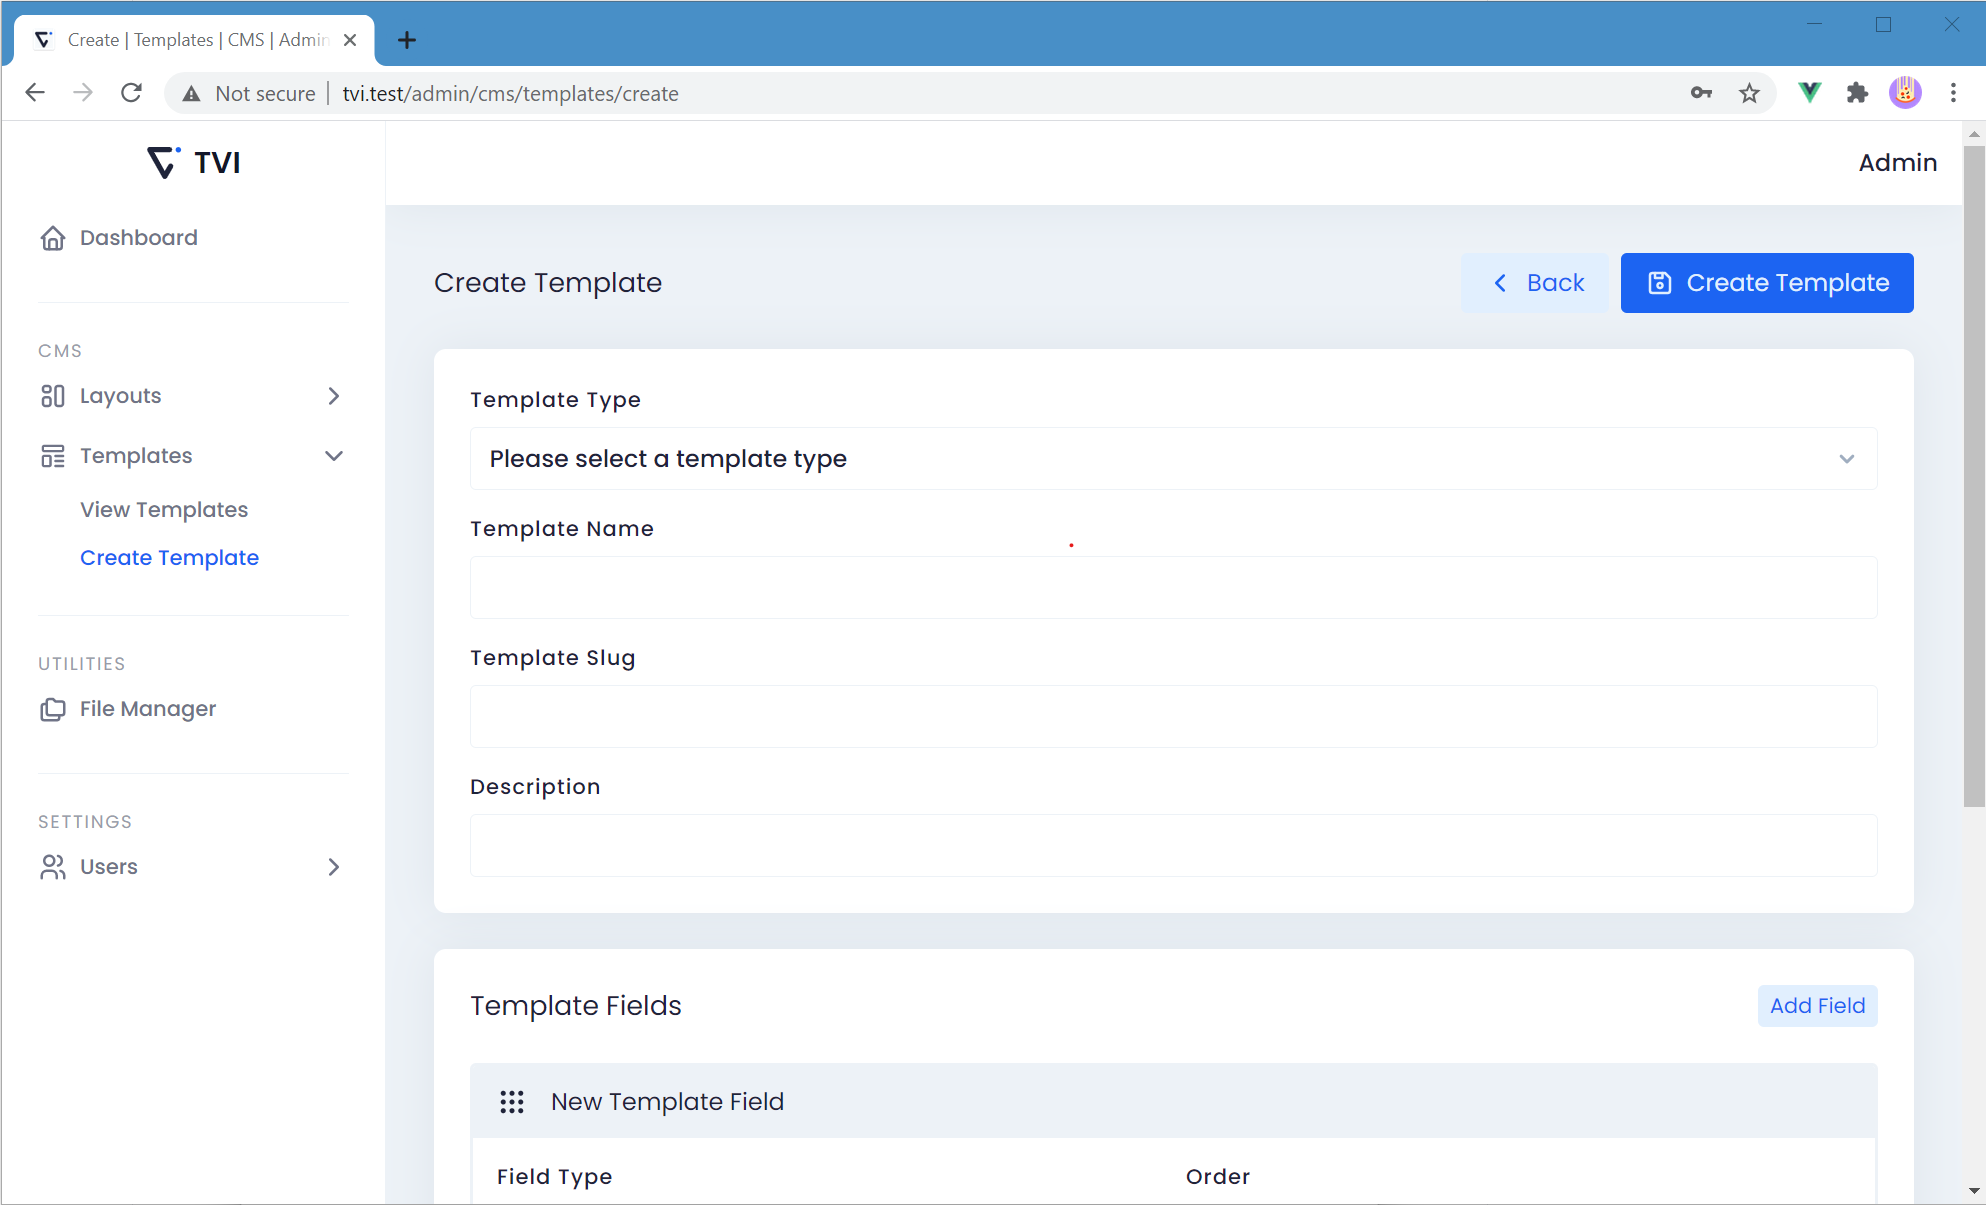 Create | Templates | CMS | Admin
Not secure
tvi.test/admin/cms/templates/create
TVI
Admin
Dashboard
Create Template
Back
Create Template
CMS
Layouts
Templates
View Templates
Create Template
UTILITIES
File Manager
SETTINGS
Users
Template Type
Please select a template type
Template Name
Template Slug
Description
Template Fields
Add Field
New Template Field
Field Type
Order